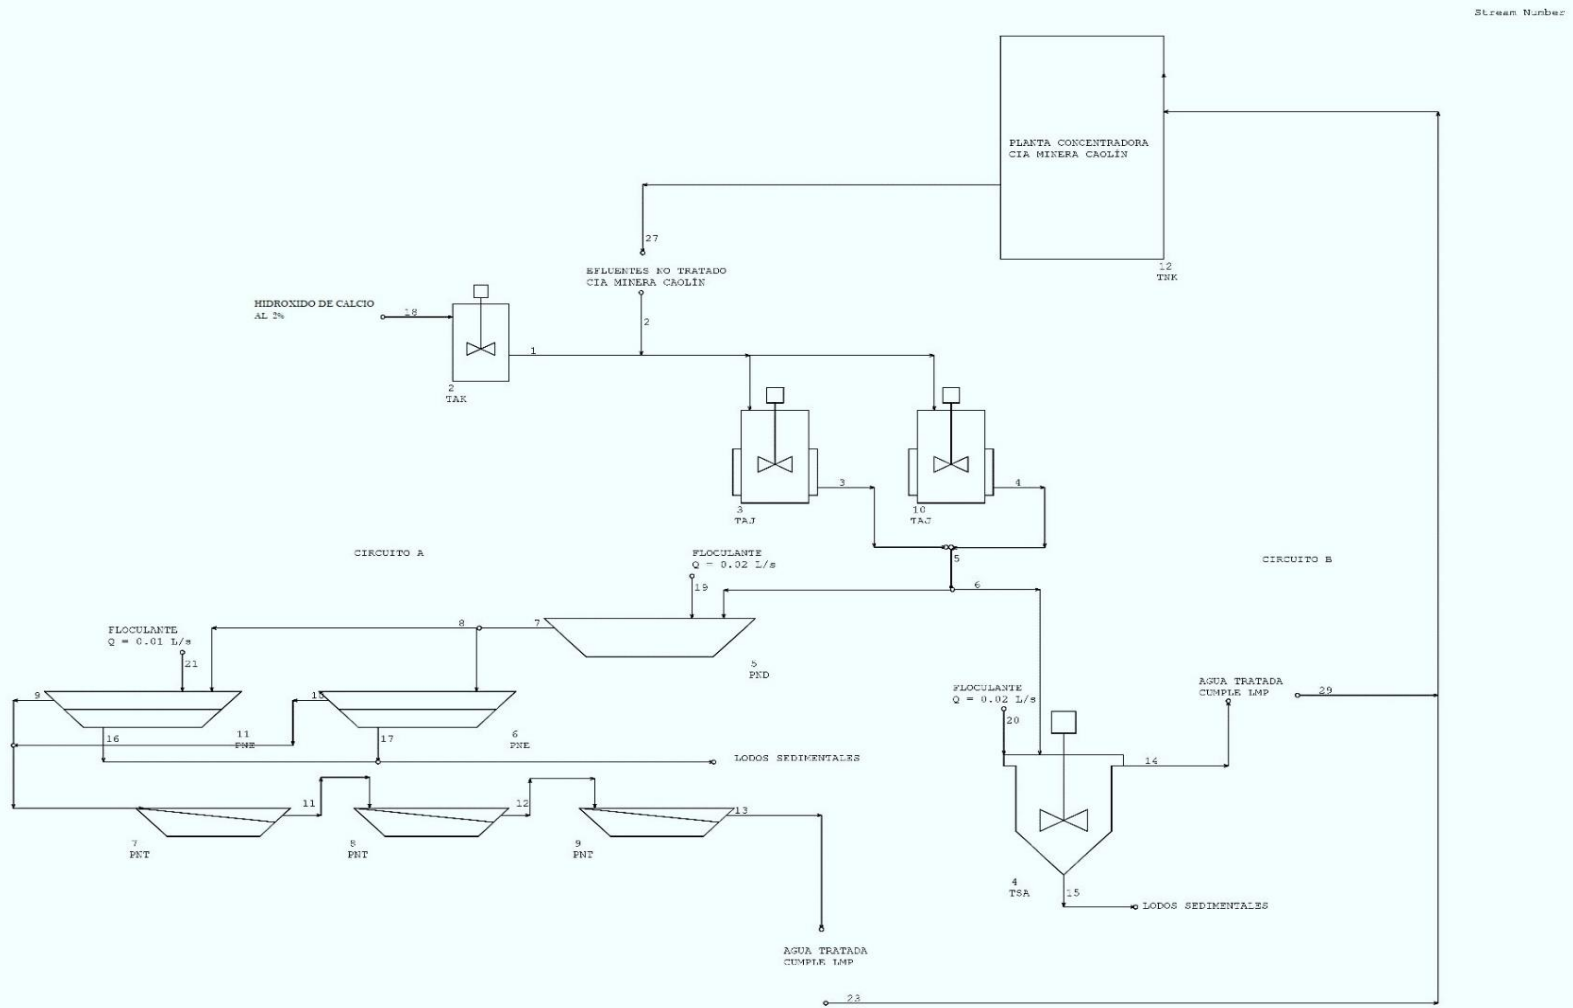 Stream Number
PLANTA CONCENTRADORA
CIA MINERA CAOLÍN
27
12
TNK
EFLUENTES NO TRATADO
CIA MINERA CAOLÍN
HIDROXIDO DE CALCIO
AL 2%
18
2
1
2
TAK
3
4
3
TAJ
10
TAJ
CIRCUITO A
FLOCULANTE
Q = 0.02 L/s
CIRCUITO B
5
19
6
8
7
FLOCULANTE
Q = 0.01 L/s
21
5
PND
9
10
FLOCULANTE
Q = 0.02 L/s
AGUA TRATADA
CUMPLE LMP
29
20
16
11
PNE
17
6
PNE
LODOS SEDIMENTALES
14
11
12
13
7
PNT
8
PNT
9
PNT
4
TSA
15
LODOS SEDIMENTALES
AGUA TRATADA
CUMPLE LMP
23